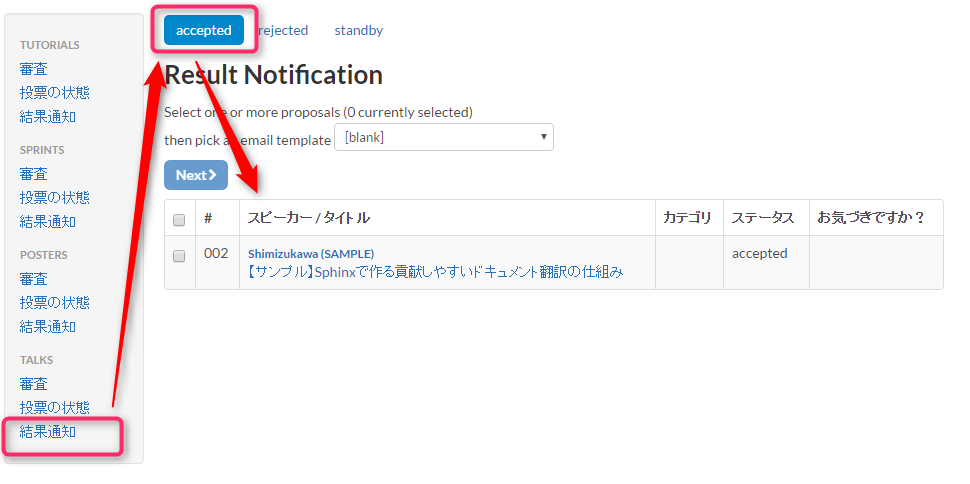 TUTORIALS
審査
投票の状態
結果通知
SPRINTS
審査
投票の状態
結果通知
POSTERS
審査
投票の状態
結果通知
TALKS
審査
投票の状態
結果通知
accepted rejected standby
Result Notification
Select one or more proposals (0 currently selected)
then pick an email template [blank]
Next
# スピーカー / タイトル カテゴリ ステータス お気づきですか？
002 Shimizukawa (SAMPLE) accepted
【サンプル】Sphinxで作る貢献しやすいドキュメント翻訳の仕組み